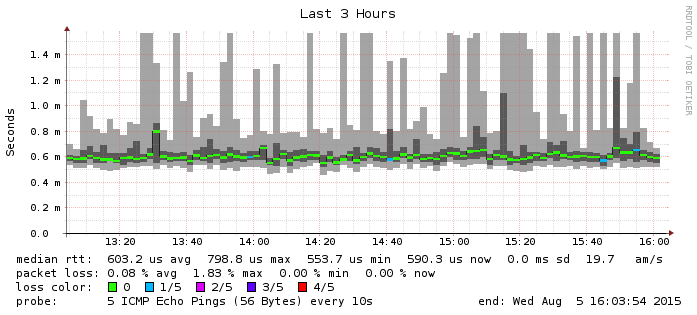 Last 3 Hours
RRDTOOL / TOBI OETIKER
Seconds
1.4 m
1.2 m
1.0 m
0.8 m
0.6 m
0.4 m
0.2 m
0.0
13:20 13:40 14:00 14:20 14:40 15:00 15:20 15:40 16:00
median rtt: 603.2 us avg 798.8 us max 553.7 us min 590.3 us now 0.0 ms sd 19.7 am/s
packet loss: 0.08 % avg 1.83 % max 0.00 % min 0.00 % now
loss color: 0 1/5 2/5 3/5 4/5
probe: 5 ICMP Echo Pings (56 Bytes) every 10s end: Wed Aug 5 16:03:54 2015